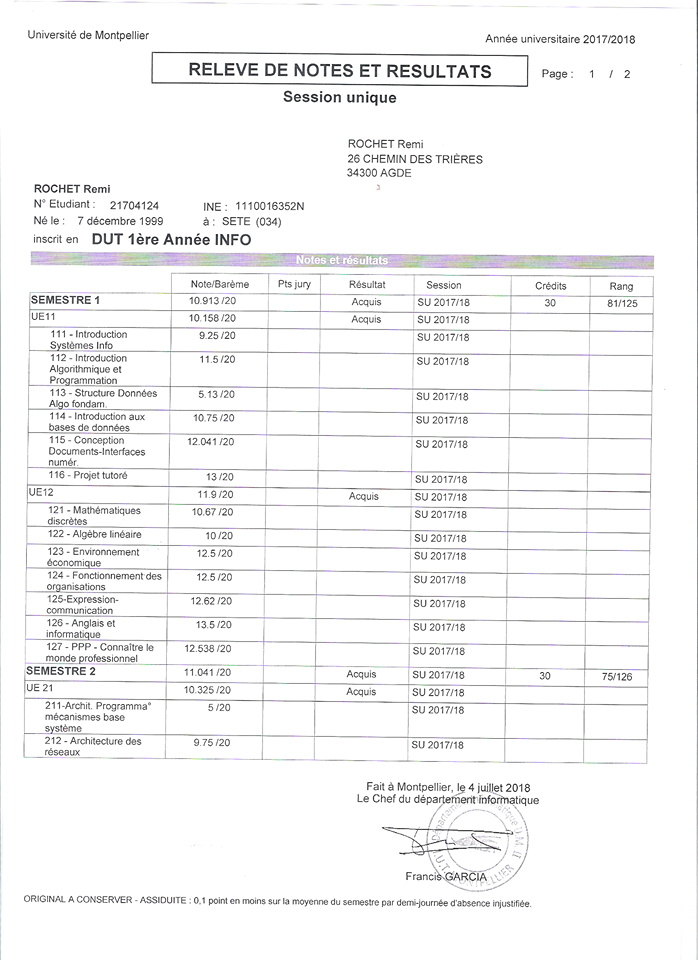 Université de Montpellier
Année universitaire 2017/2018
RELEVE DE NOTES ET RESULTATS
Page : 1 / 2
Session unique
ROCHET Remi
26 CHEMIN DES TRIÈRES
34300 AGDE
ROCHET Remi
N° Etudiant : 21704124 INE : 1110016352N
Né le : 7 décembre 1999 à : SETE (034)
inscrit en DUT 1ère Année INFO
Notes et résultats
Note/Barème Pts jury Résultat Session Crédits Rang
SEMESTRE 1 10.913 /20 Acquis SU 2017/18 30 81/125
UE11 10.158 /20 Acquis SU 2017/18
111 - Introduction 9.25 /20 SU 2017/18
Systèmes Info
112 - Introduction 11.5 /20 SU 2017/18
Algorithmique et
Programmation
113 - Structure Données 5.13 /20 SU 2017/18
Algo fondam.
114 - Introduction aux 10.75 /20 SU 2017/18
bases de données
115 - Conception 12.041 /20 SU 2017/18
Documents-Interfaces
numér.
116 - Projet tutoré 13 /20 SU 2017/18
UE12 11.9 /20 Acquis SU 2017/18
121 - Mathématiques 10.67 /20 SU 2017/18
discrètes
122 - Algèbre linéaire 10 /20 SU 2017/18
123 - Environnement 12.5 /20 SU 2017/18
économique
124 - Fonctionnement des 12.5 /20 SU 2017/18
organisations
125-Expression- 12.62 /20 SU 2017/18
communication
126 - Anglais et 13.5 /20 SU 2017/18
informatique
127 - PPP - Connaître le 12.538 /20 SU 2017/18
monde professionnel
SEMESTRE 2 11.041 /20 Acquis SU 2017/18 30 75/126
UE 21 10.325 /20 Acquis SU 2017/18
211-Archit. Programma° 5 /20 SU 2017/18
mécanismes base
système
212 - Architecture des 9.75 /20 SU 2017/18
réseaux
Fait à Montpellier, le 4 juillet 2018
Le Chef du département informatique
Francis GARCIA
ORIGINAL A CONSERVER - ASSIDUITE : 0,1 point en moins sur la moyenne du semestre par demi-journée d'absence injustifiée.